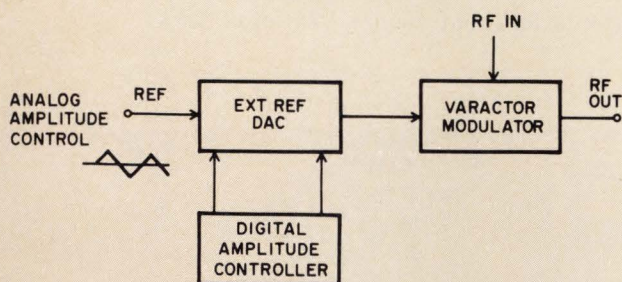 RF IN
ANALOG
AMPLITUDE
CONTROL
REF
EXT REF
DAC
VARACTOR
MODULATOR
RF
OUT
DIGITAL
AMPLITUDE
CONTROLLER